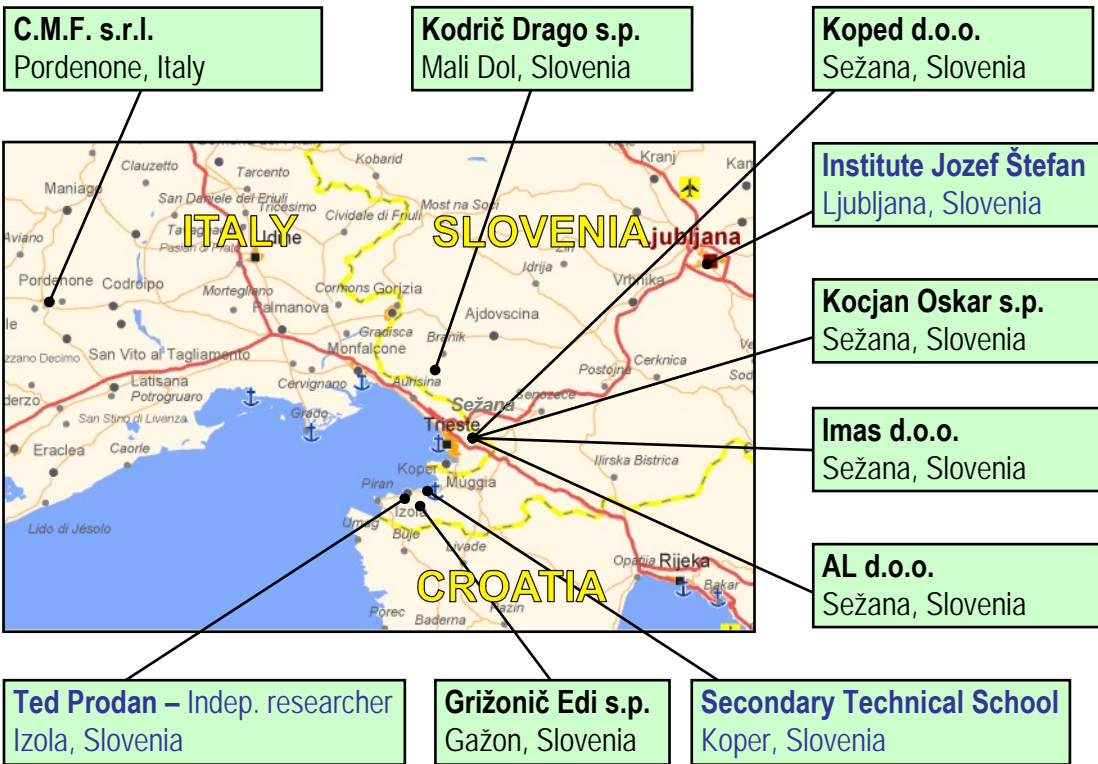 C.M.F. s.r.l.
Pordenone, Italy
Kodrič Drago s.p.
Mali Dol, Slovenia
Koped d.o.o.
Sežana, Slovenia
Institute Jozef Štefan
Ljubljana, Slovenia
Kocjan Oskar s.p.
Sežana, Slovenia
Imas d.o.o.
Sežana, Slovenia
AL d.o.o.
Sežana, Slovenia
Clauzetto
Tarcento
Kobarid
Kranj
Maniago
San Daniele del Friuli
Tricesimo
Cividale di Friuli
Most na Soci
ITALY
SLOVENIA
Aviano
Ljubljana
Idrija
Vrhnika
Pordenone
Codroipo
Mortegliano
Cormons
Gorizia
Palmanova
Ajdovscina
Gradisca
Branik
Monfalcone
San Vito al Tagliamento
Cerknica
Postojna
Latisana
Cervignano
Aurisina
Potrogruaro
Senozece
Sežana
San Stino di Livenza
Grado
Trieste
Eraclea
Caorle
Koper
Muggia
Ilirska Bistrica
Piran
Izola
Lido di Jésolo
Umag
Buje
Livade
Opatija
Rijeka
Bakar
CROATIA
Porec
Baderna
Pazin
Ted Prodan – Indep. researcher
Izola, Slovenia
Grižonič Edi s.p.
Gažon, Slovenia
Secondary Technical School
Koper, Slovenia